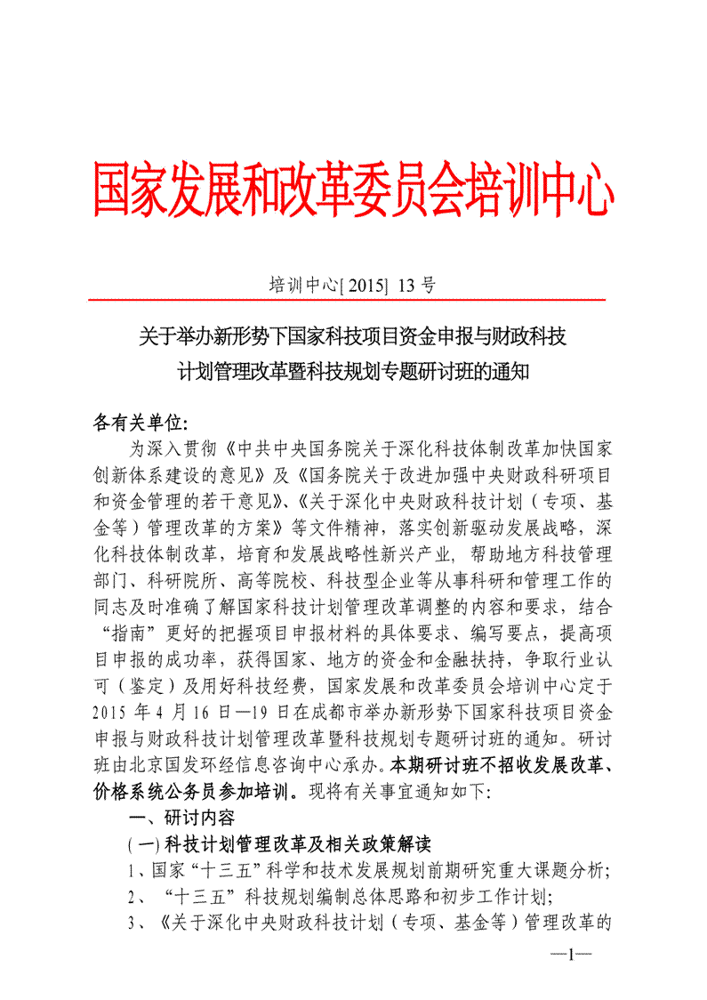 国家发展和改革委员会培训中心
培训中心[ 2015] 13 号
关于举办新形势下国家科技项目资金申报与财政科技
计划管理改革暨科技规划专题研讨班的通知
各有关单位：
为深入贯彻《中共中央国务院关于深化科技体制改革加快国家
创新体系建设的意见》及《国务院关于改进加强中央财政科研项目
和资金管理的若干意见》、《关于深化中央财政科技计划（专项、基
金等）管理改革的方案》等文件精神，落实创新驱动发展战略，深
化科技体制改革，培育和发展战略性新兴产业, 帮助地方科技管理
部门、科研院所、高等院校、科技型企业等从事科研和管理工作的
同志及时准确了解国家科技计划管理改革调整的内容和要求，结合
“指南”更好的把握项目申报材料的具体要求、编写要点，提高项
目申报的成功率，获得国家、地方的资金和金融扶持，争取行业认
可（鉴定）及用好科技经费，国家发展和改革委员会培训中心定于
2015 年 4 月 16 日—19 日在成都市举办新形势下国家科技项目资金
申报与财政科技计划管理改革暨科技规划专题研讨班的通知。研讨
班由北京国发环经信息咨询中心承办。本期研讨班不招收发展改革、
价格系统公务员参加培训。现将有关事宜通知如下：
一、研讨内容
(一)科技计划管理改革及相关政策解读
1、国家“十三五”科学和技术发展规划前期研究重大课题分析；
2、“十三五”科技规划编制总体思路和初步工作计划；
3、《关于深化中央财政科技计划（专项、基金等）管理改革的
—1—